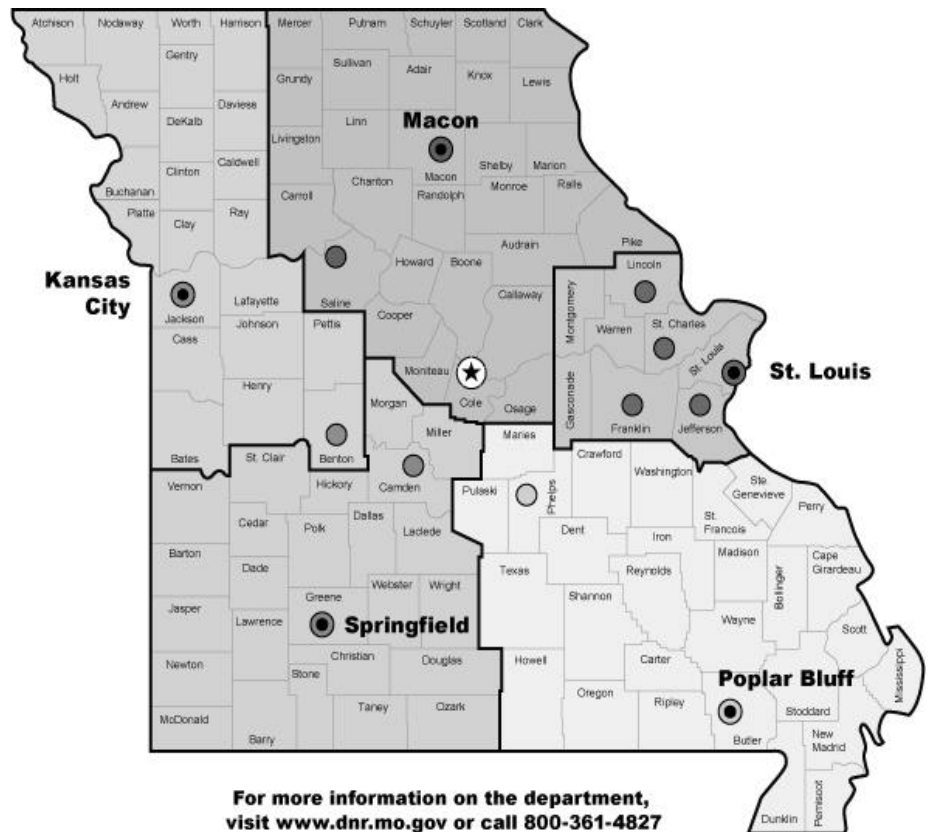 Atchison
Nodaway
Worth
Harrison
Mercer
Putnam
Schuyler
Scotland
Clark
Gentry
Sullivan
Adair
Knox
Lewis
Holt
Grundy
Andrew
Daviess
DeKalb
Linn
Macon
Livingston
Caldwell
Shelby
Marion
Clinton
Macon
Chariton
Randolph
Monroe
Ralls
Buchanan
Carroll
Platte
Ray
Clay
Audrain
Pike
Howard
Boone
Lincoln
Kansas
City
Lafayette
Saline
Callaway
Montgomery
Jackson
Johnson
Pettis
Cooper
Warren
St. Charles
Cass
St. Louis
St. Louis
Moniteau
Henry
Cole
Osage
Gasconade
Morgan
Franklin
Jefferson
Miller
Maries
Bates
St. Clair
Benton
Crawford
Washington
Vernon
Hickory
Camden
Pulaski
Phelps
Ste.
Genevieve
Perry
Cedar
Polk
Dallas
Laclede
Dent
St.
Francois
Iron
Barton
Madison
Cape
Girardeau
Dade
Texas
Reynolds
Bollinger
Webster
Wright
Greene
Shannon
Jasper
Lawrence
Springfield
Wayne
Scott
Christian
Douglas
Howell
Carter
Newton
Stone
Poplar Bluff
Mississippi
Oregon
Ripley
McDonald
Taney
Ozark
Stoddard
Barry
Butler
New
Madrid
Dunklin
Pemiscot
For more information on the department,
visit www.dnr.mo.gov or call 800-361-4827